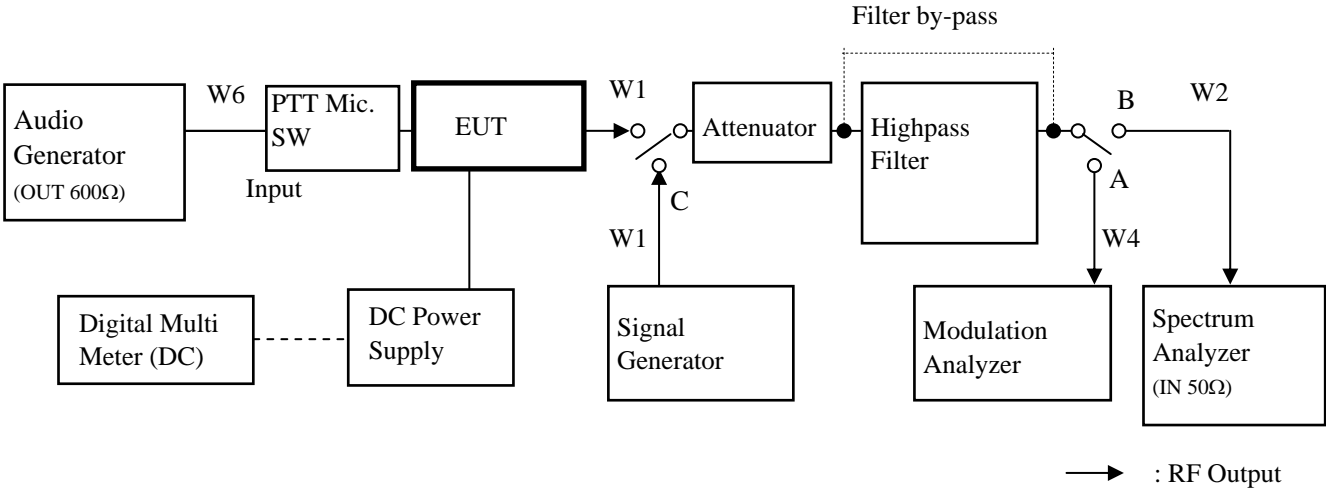 Filter by-pass
W6
W1
B
W2
Audio
Generator
(OUT 600Ω)
PTT Mic.
SW
EUT
Attenuator
Highpass
Filter
Input
C
A
W1
W4
Digital Multi
Meter (DC)
DC Power
Supply
Signal
Generator
Modulation
Analyzer
Spectrum
Analyzer
(IN 50Ω)
: RF Output